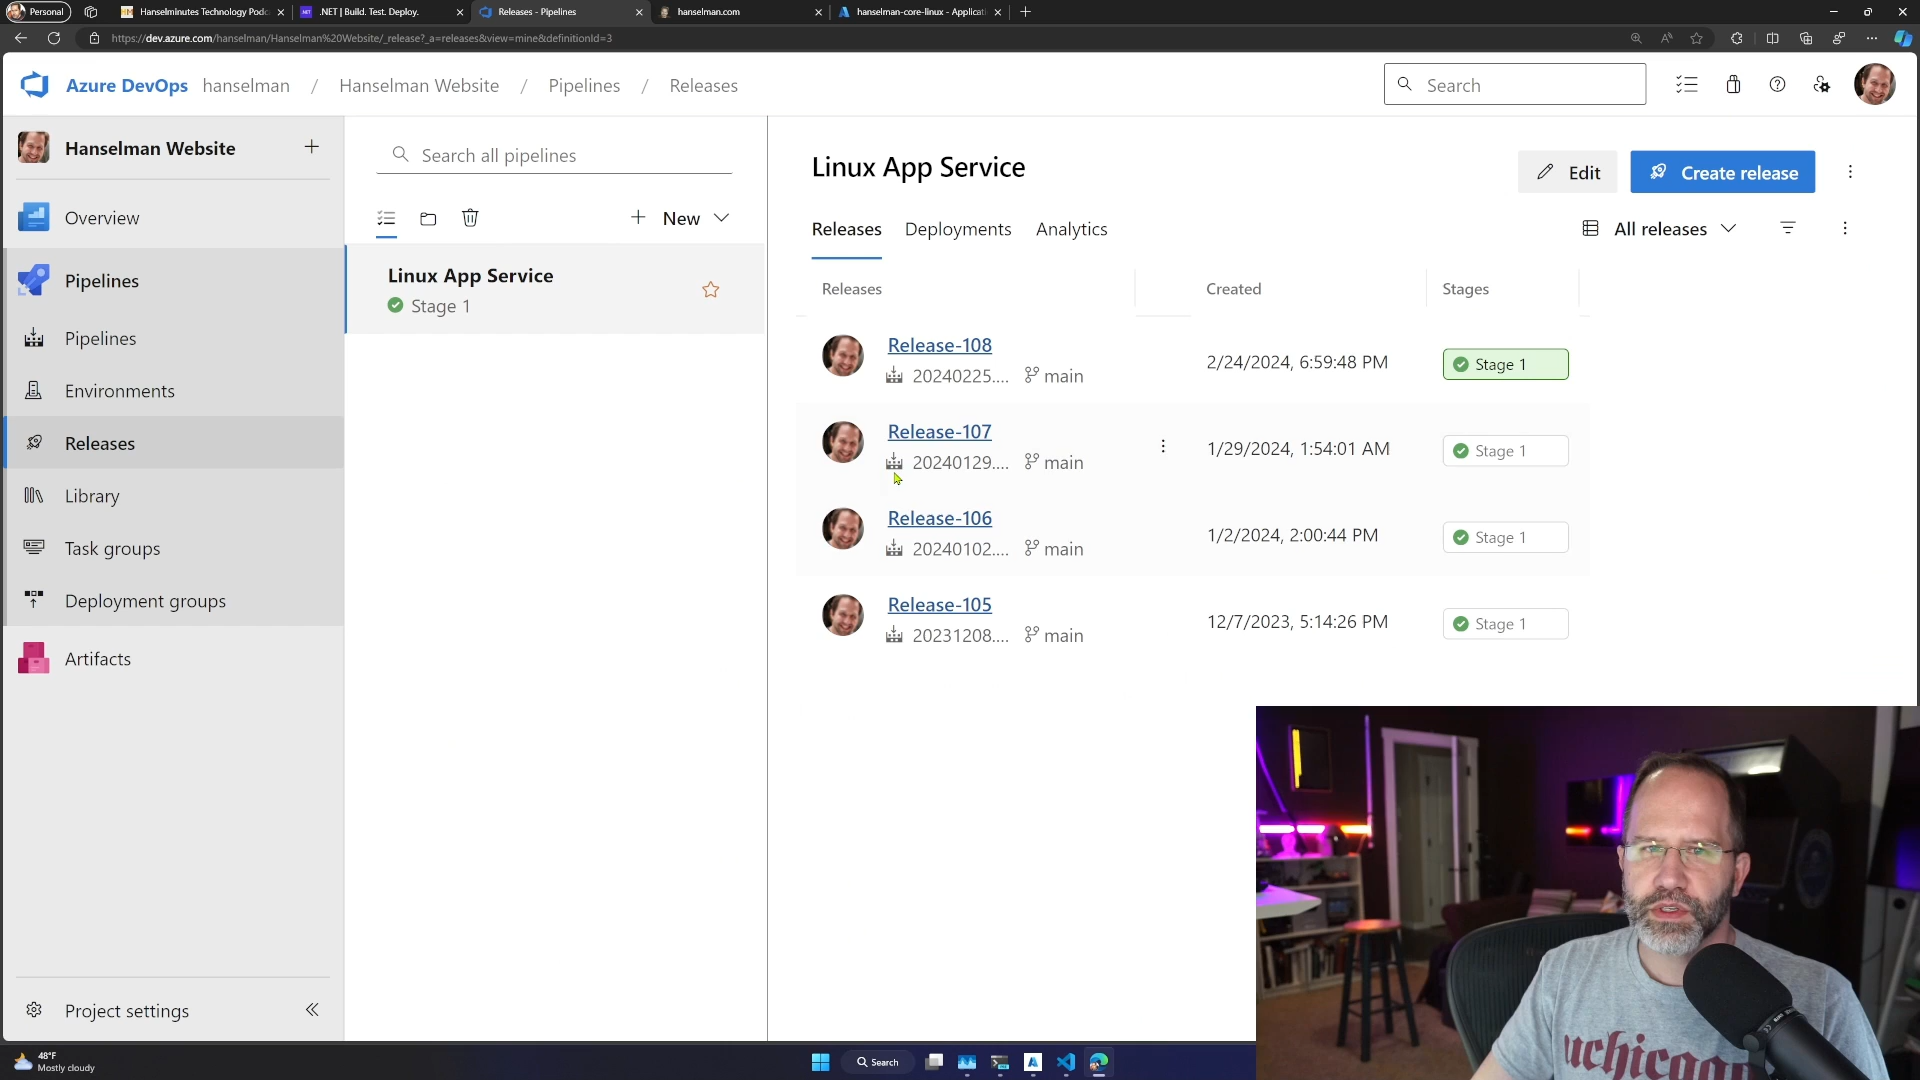 Personal
Hanselminutes Technology Podc
.NET | Build. Test. Deploy.
Releases - Pipelines
hanselman.com
hanselman-core-linux - Applicati
https://dev.azure.com/hanselman/Hanselman%20Website/_release?_a=releases&view=mine&definitionId=3
Azure DevOps hanselman / Hanselman Website / Pipelines / Releases
Search
Hanselman Website
Overview
Pipelines
Pipelines
Environments
Releases
Library
Task groups
Deployment groups
Artifacts
Project settings
Search all pipelines
New
Linux App Service
Stage 1
Linux App Service
Edit
Create release
Releases Deployments Analytics
All releases
Releases Created Stages
Release-108
20240225.... main
2/24/2024, 6:59:48 PM
Stage 1
Release-107
20240129.... main
1/29/2024, 1:54:01 AM
Stage 1
Release-106
20240102.... main
1/2/2024, 2:00:44 PM
Stage 1
Release-105
20231208.... main
12/7/2023, 5:14:26 PM
Stage 1
48°F
Mostly cloudy
Search